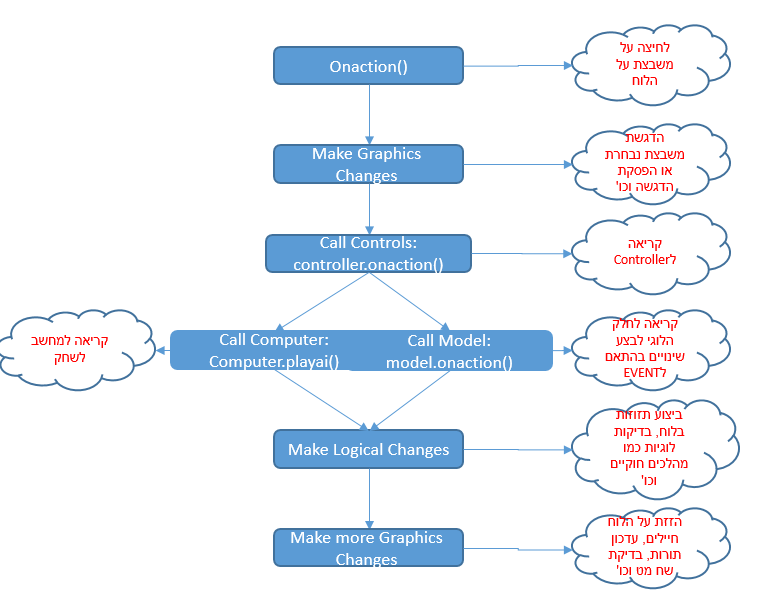 Onaction()
לחיצה על
משבצת על
הלוח
Make Graphics
Changes
הדגשת
משבצת נבחרת
או הפסקת
הדגשה וכו'
Call Controls:
controller.onaction()
קריאה
לController
קריאה למחשב
לשחק
Call Computer:
Computer.playai()
Call Model:
model.onaction()
קריאה לחלק
הלוגי לבצע
שינויים בהתאם
לEVENT
Make Logical Changes
ביצוע תזוזות
בלוח, בדיקות
לוגיות כמו
מהלכים חוקיים
וכו'
Make more Graphics
Changes
הזזת על הלוח
חיילים, עדכון
תורות, בדיקת
שח מט וכו'